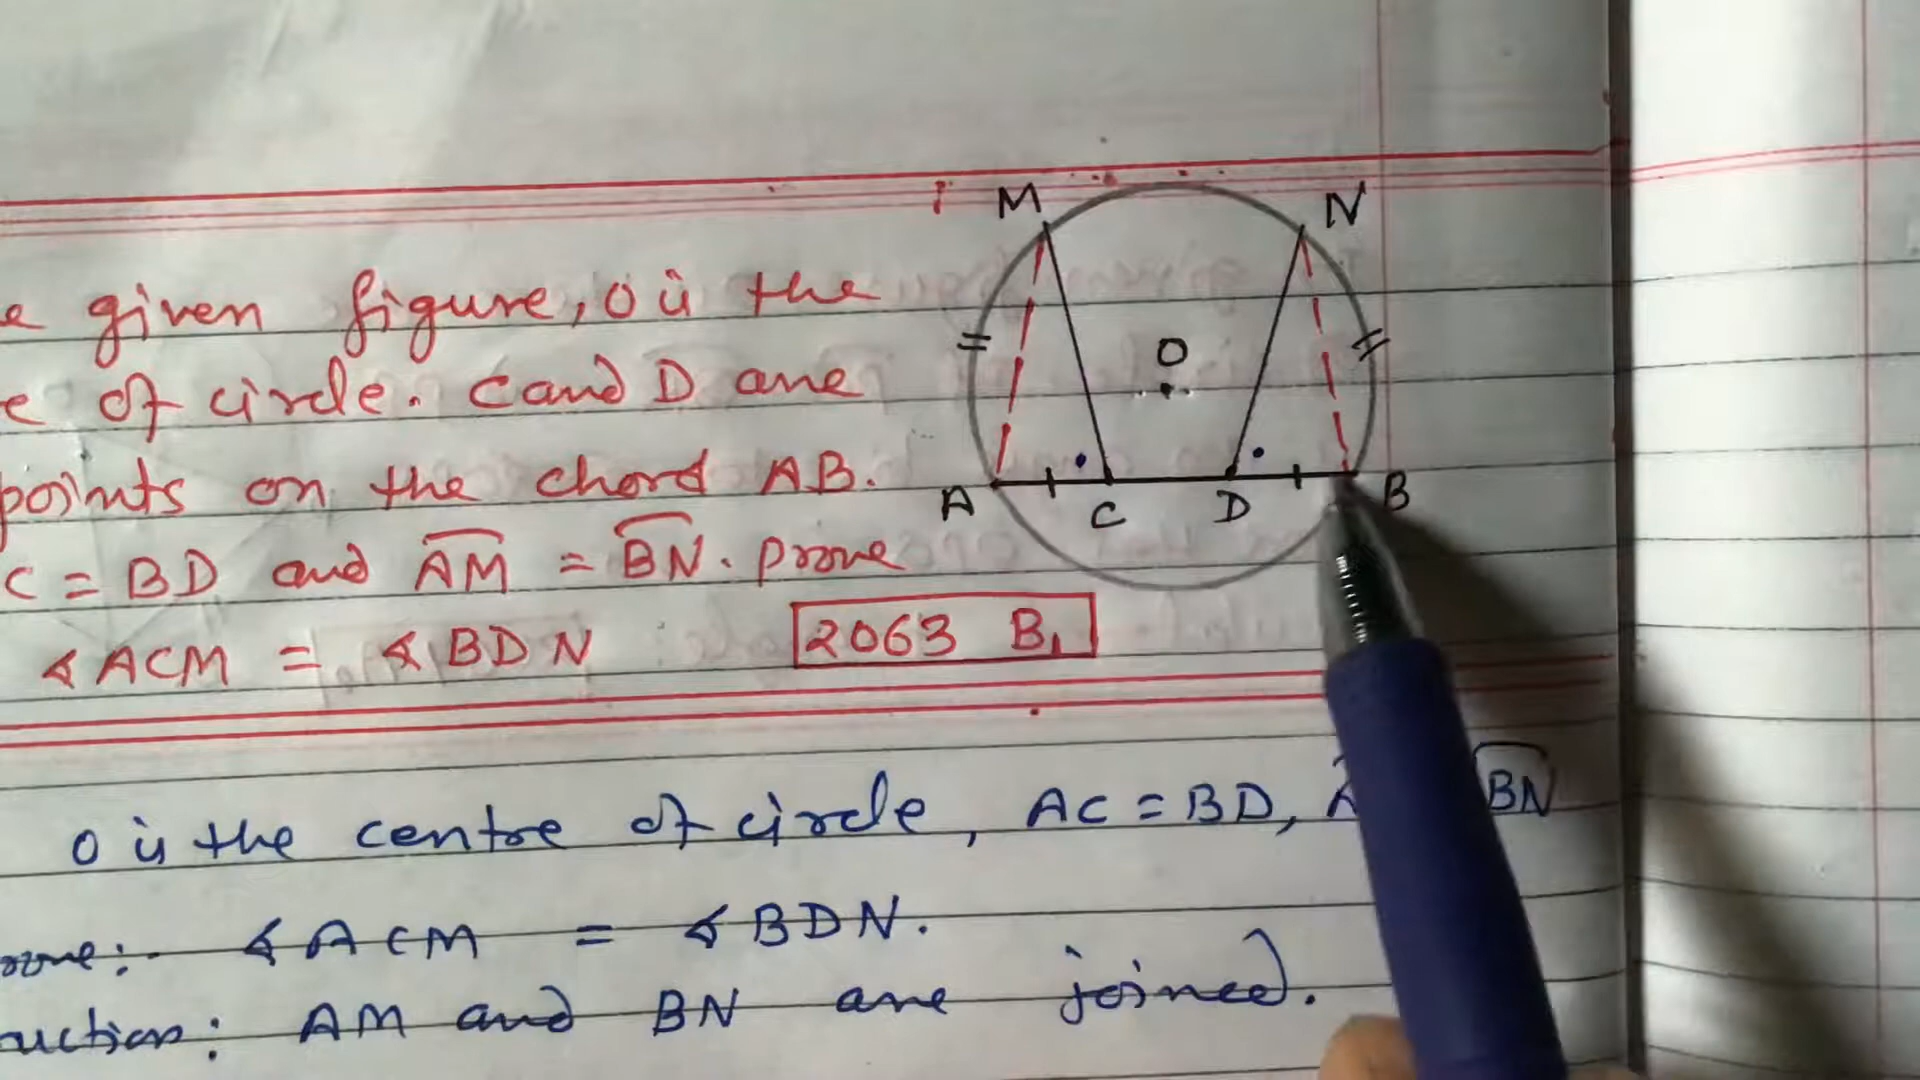 M N
e given figure, O is the
O
e of circle. C and D are
points on the chord AB.
A C D B
C = BD and AM = BN. prove
∢ACM = ∢BDN 2063 B,
O is the centre of circle, AC = BD, BN
∢ACM = ∢BDN.
uction: AM and BN are joined.